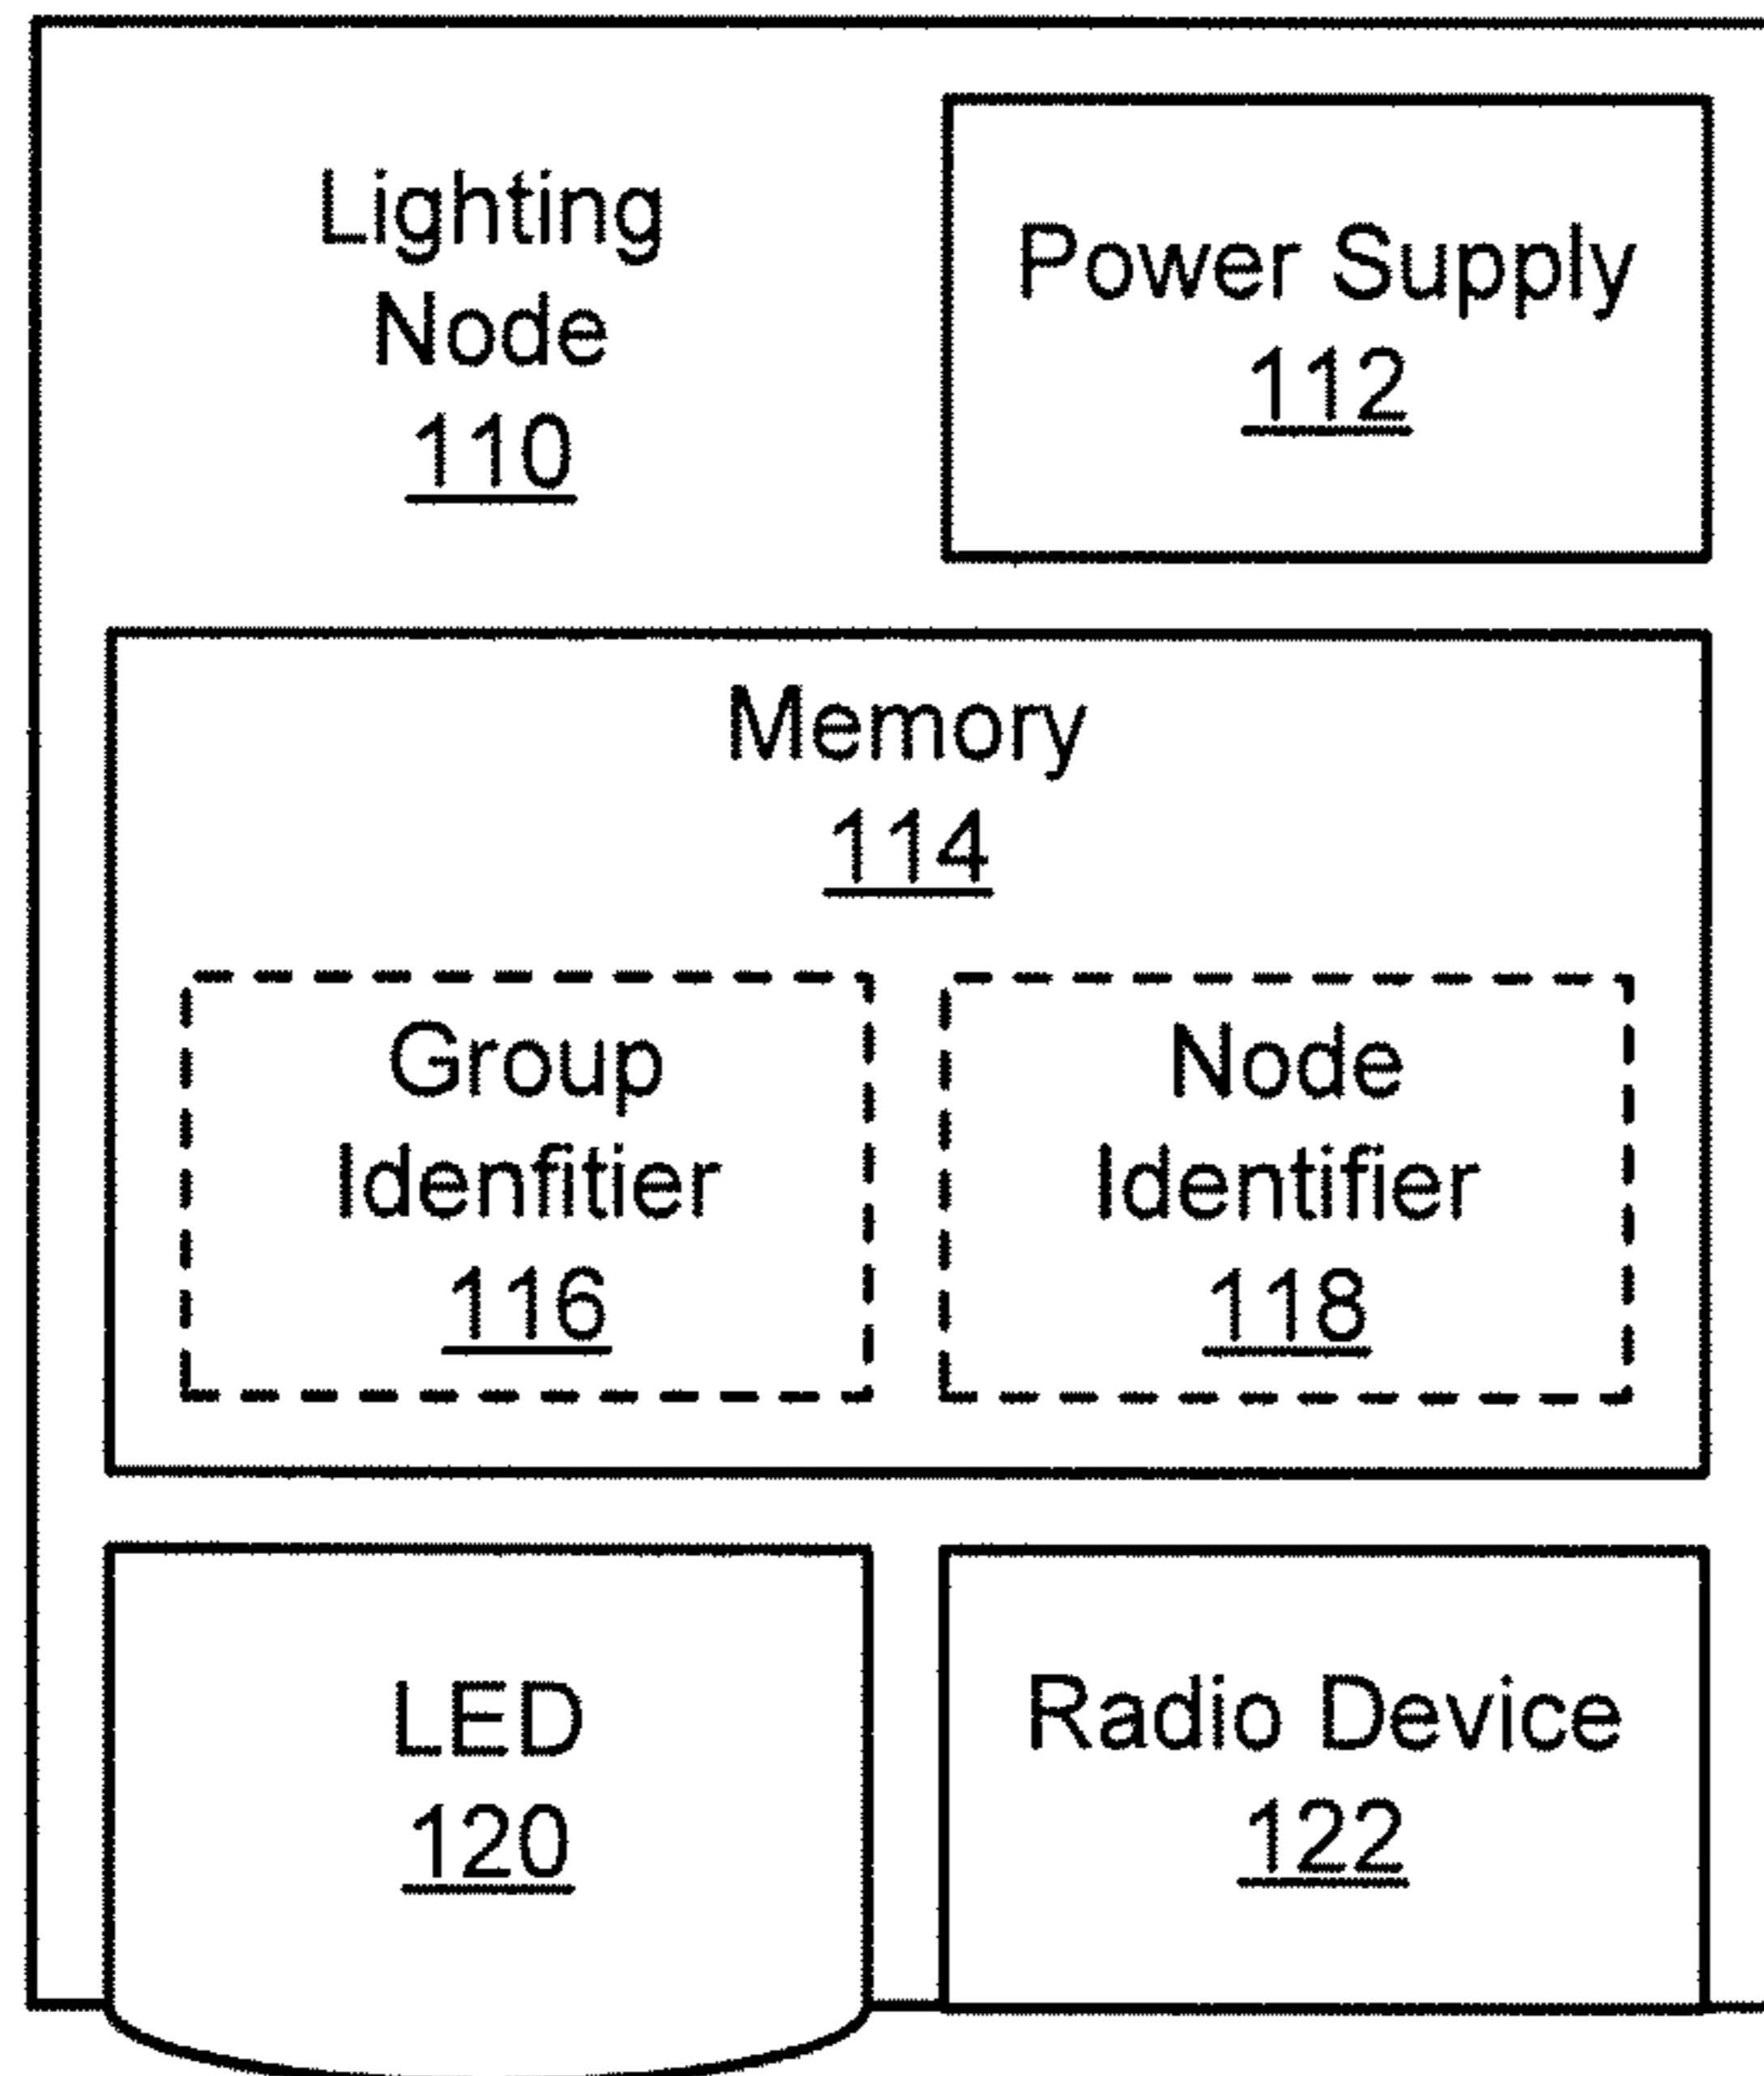 Lighting
Node
110
Power Supply
112
Memory
114
Group
Idenfitier
116
Node
Identifier
118
LED
120
Radio Device
122